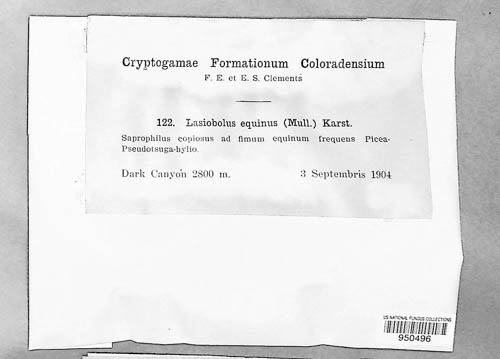 Cryptogamae Formationum Coloradensium
F. E. et E. S. Clements
122. Lasiobolus equinus (Mull.) Karst.
Saprophilus copiosus ad fimum equinum frequens Picea-
Pseudotsuga-hylio.
Dark Canyon 2800 m. 3 Septembris 1904
US NATIONAL FUNGUS COLLECTIONS
950496